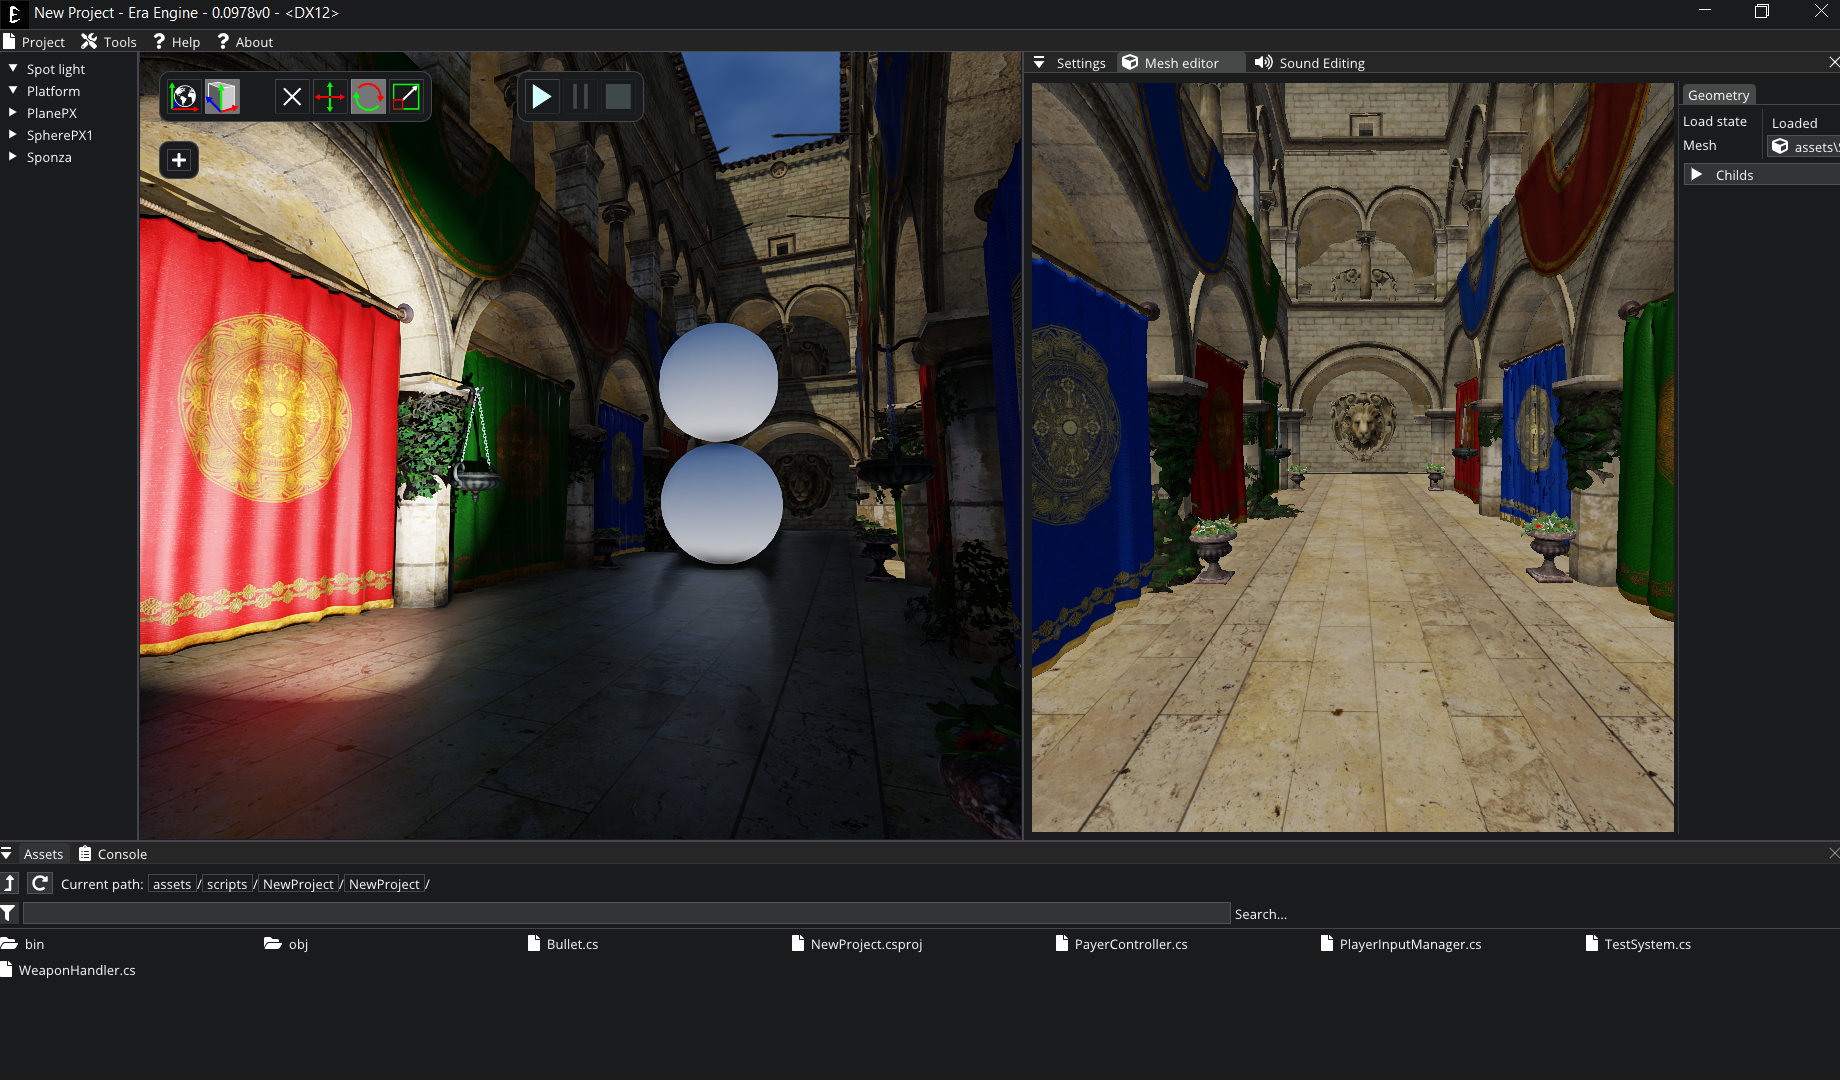 New Project - Era Engine - 0.0978v0 - <DX12>
Project Tools Help About
Spot light
Platform
PlanePX
SpherePX1
Sponza
Settings Mesh editor Sound Editing
Geometry
Load state Loaded
Mesh assets\
Childs
Assets Console
Current path: assets / scripts / NewProject / NewProject /
Search...
bin obj Bullet.cs NewProject.csproj PayerController.cs PlayerInputManager.cs TestSystem.cs
WeaponHandler.cs